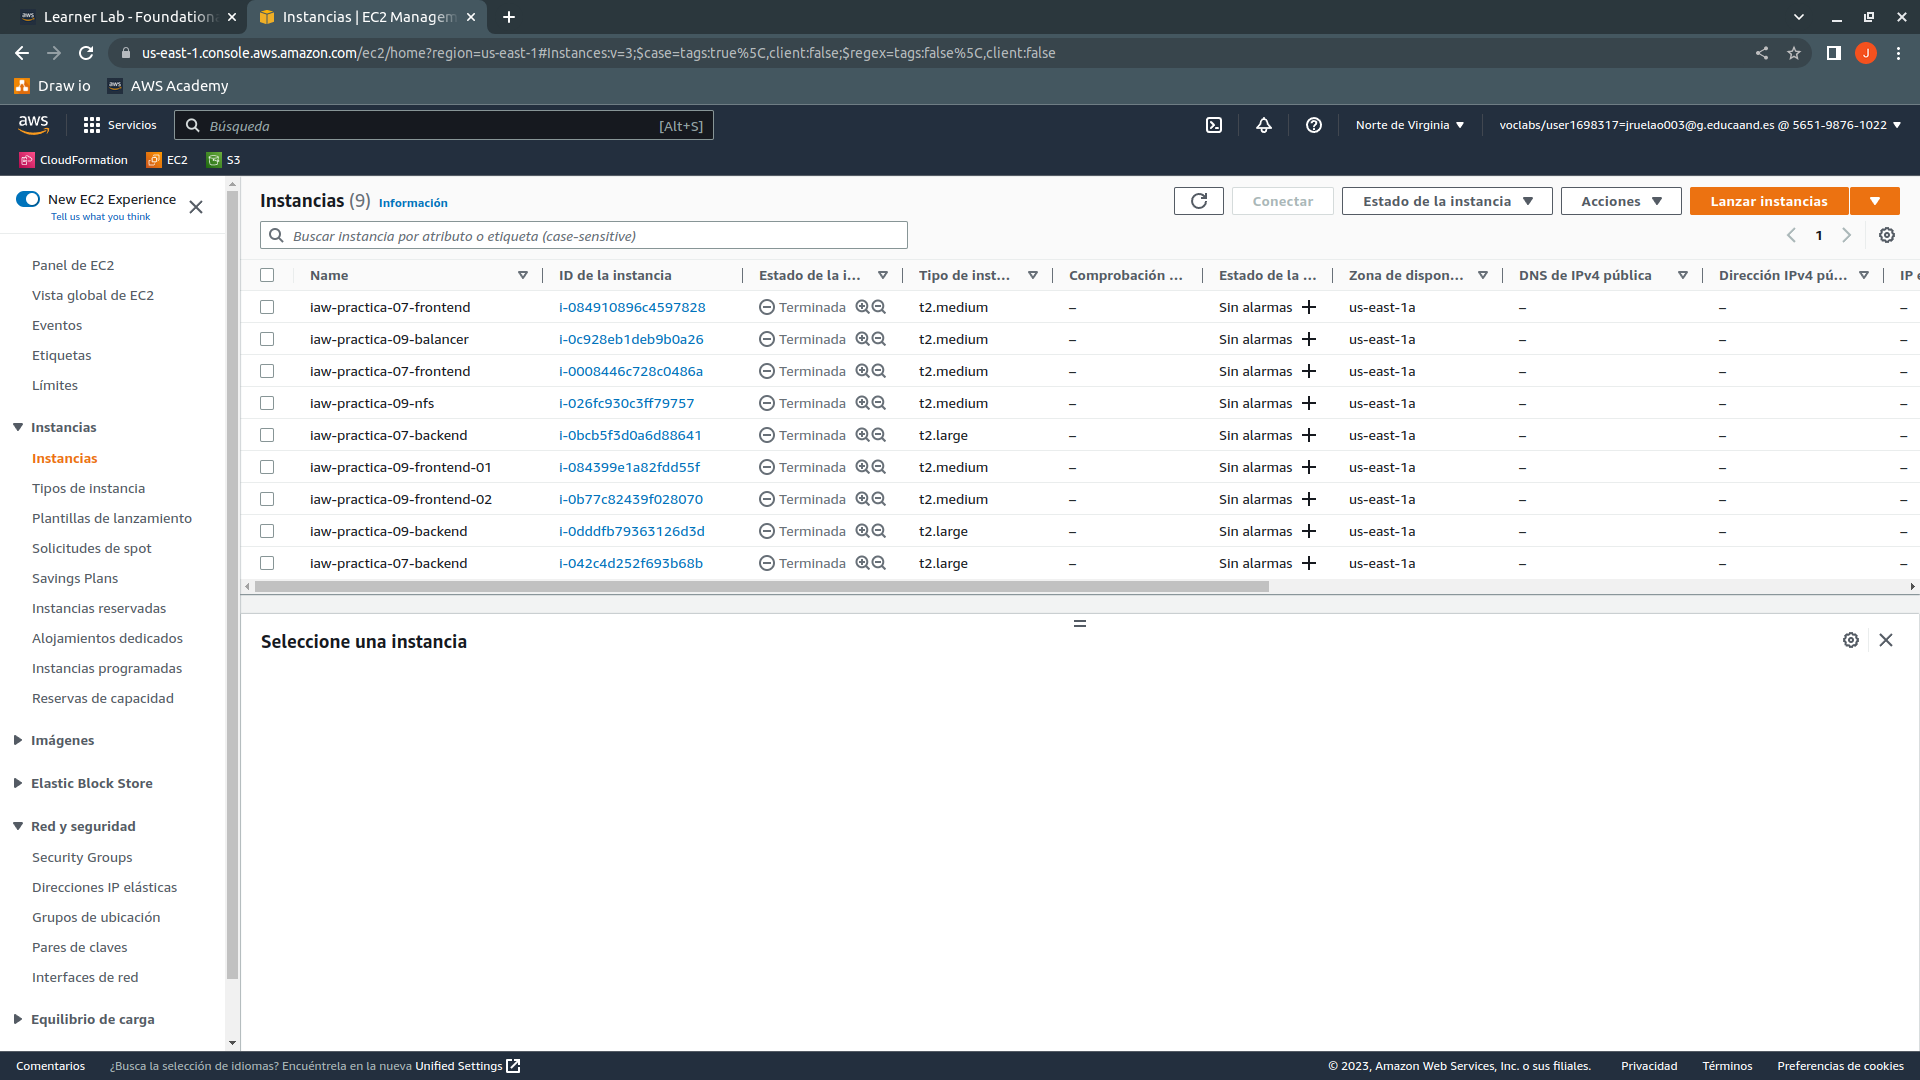 Learner Lab - Foundation
Instancias | EC2 Managem
us-east-1.console.aws.amazon.com/ec2/home?region=us-east-1#Instances:v=3;$case=tags:true%5C,client:false;$regex=tags:false%5C,client:false
J
Draw io
aws AWS Academy
aws
Servicios
Búsqueda
[Alt+S]
Norte de Virginia
voclabs/user1698317=jruelao003@g.educaand.es @ 5651-9876-1022
CloudFormation
EC2
S3
New EC2 Experience
Tell us what you think
Panel de EC2
Vista global de EC2
Eventos
Etiquetas
Límites
Instancias
Instancias
Tipos de instancia
Plantillas de lanzamiento
Solicitudes de spot
Savings Plans
Instancias reservadas
Alojamientos dedicados
Instancias programadas
Reservas de capacidad
Imágenes
Elastic Block Store
Red y seguridad
Security Groups
Direcciones IP elásticas
Grupos de ubicación
Pares de claves
Interfaces de red
Equilibrio de carga
Instancias (9) Información
Conectar
Estado de la instancia
Acciones
Lanzar instancias
Buscar instancia por atributo o etiqueta (case-sensitive)
1
Name ID de la instancia Estado de la i... Tipo de inst... Comprobación ... Estado de la ... Zona de dispon... DNS de IPv4 pública Dirección IPv4 pú... IP e
iaw-practica-07-frontend i-084910896c4597828 Terminada t2.medium – Sin alarmas us-east-1a – – –
iaw-practica-09-balancer i-0c928eb1deb9b0a26 Terminada t2.medium – Sin alarmas us-east-1a – – –
iaw-practica-07-frontend i-0008446c728c0486a Terminada t2.medium – Sin alarmas us-east-1a – – –
iaw-practica-09-nfs i-026fc930c3ff79757 Terminada t2.medium – Sin alarmas us-east-1a – – –
iaw-practica-07-backend i-0bcb5f3d0a6d88641 Terminada t2.large – Sin alarmas us-east-1a – – –
iaw-practica-09-frontend-01 i-084399e1a82fdd55f Terminada t2.medium – Sin alarmas us-east-1a – – –
iaw-practica-09-frontend-02 i-0b77c82439f028070 Terminada t2.medium – Sin alarmas us-east-1a – – –
iaw-practica-09-backend i-0dddfb79363126d3d Terminada t2.large – Sin alarmas us-east-1a – – –
iaw-practica-07-backend i-042c4d252f693b68b Terminada t2.large – Sin alarmas us-east-1a – – –
Seleccione una instancia
Comentarios
¿Busca la selección de idiomas? Encuéntrela en la nueva Unified Settings
© 2023, Amazon Web Services, Inc. o sus filiales.
Privacidad
Términos
Preferencias de cookies